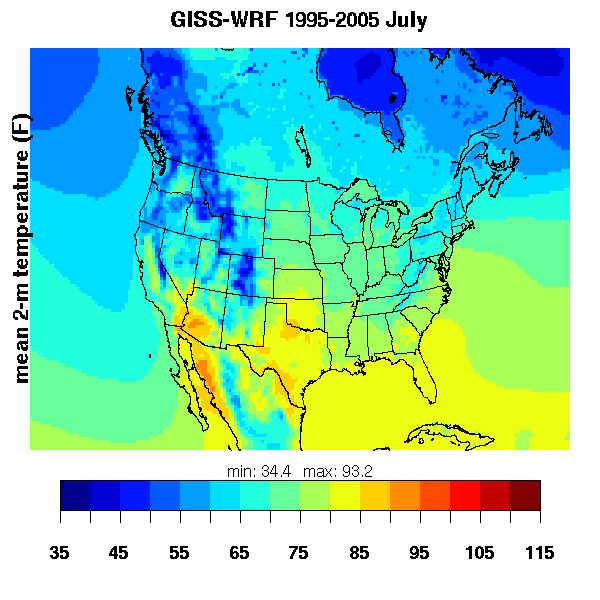 GISS-WRF 1995-2005 July
mean 2-m temperature (F)
min: 34.4 max: 93.2
35 45 55 65 75 85 95 105 115